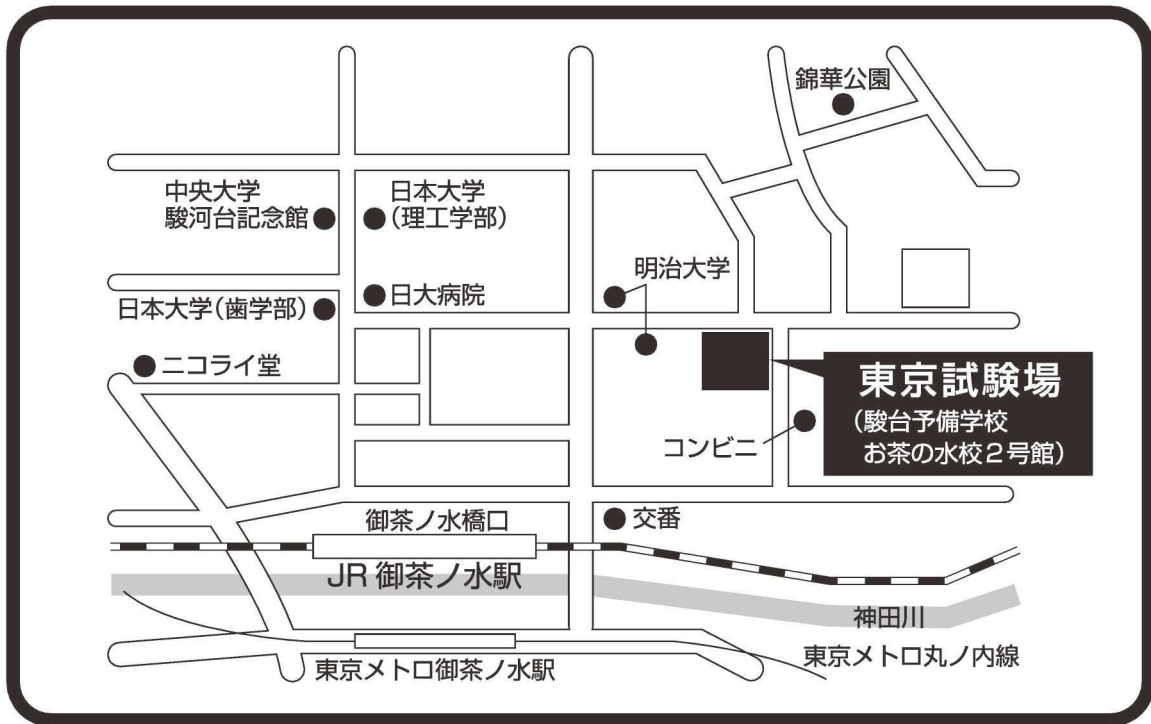 錦華公園
中央大学
駿河台記念館
日本大学
（理工学部）
明治大学
日本大学（歯学部）
日大病院
ニコライ堂
東京試験場
（駿台予備学校
お茶の水校２号館）
コンビニ
御茶ノ水橋口
交番
JR 御茶ノ水駅
神田川
東京メトロ御茶ノ水駅
東京メトロ丸ノ内線